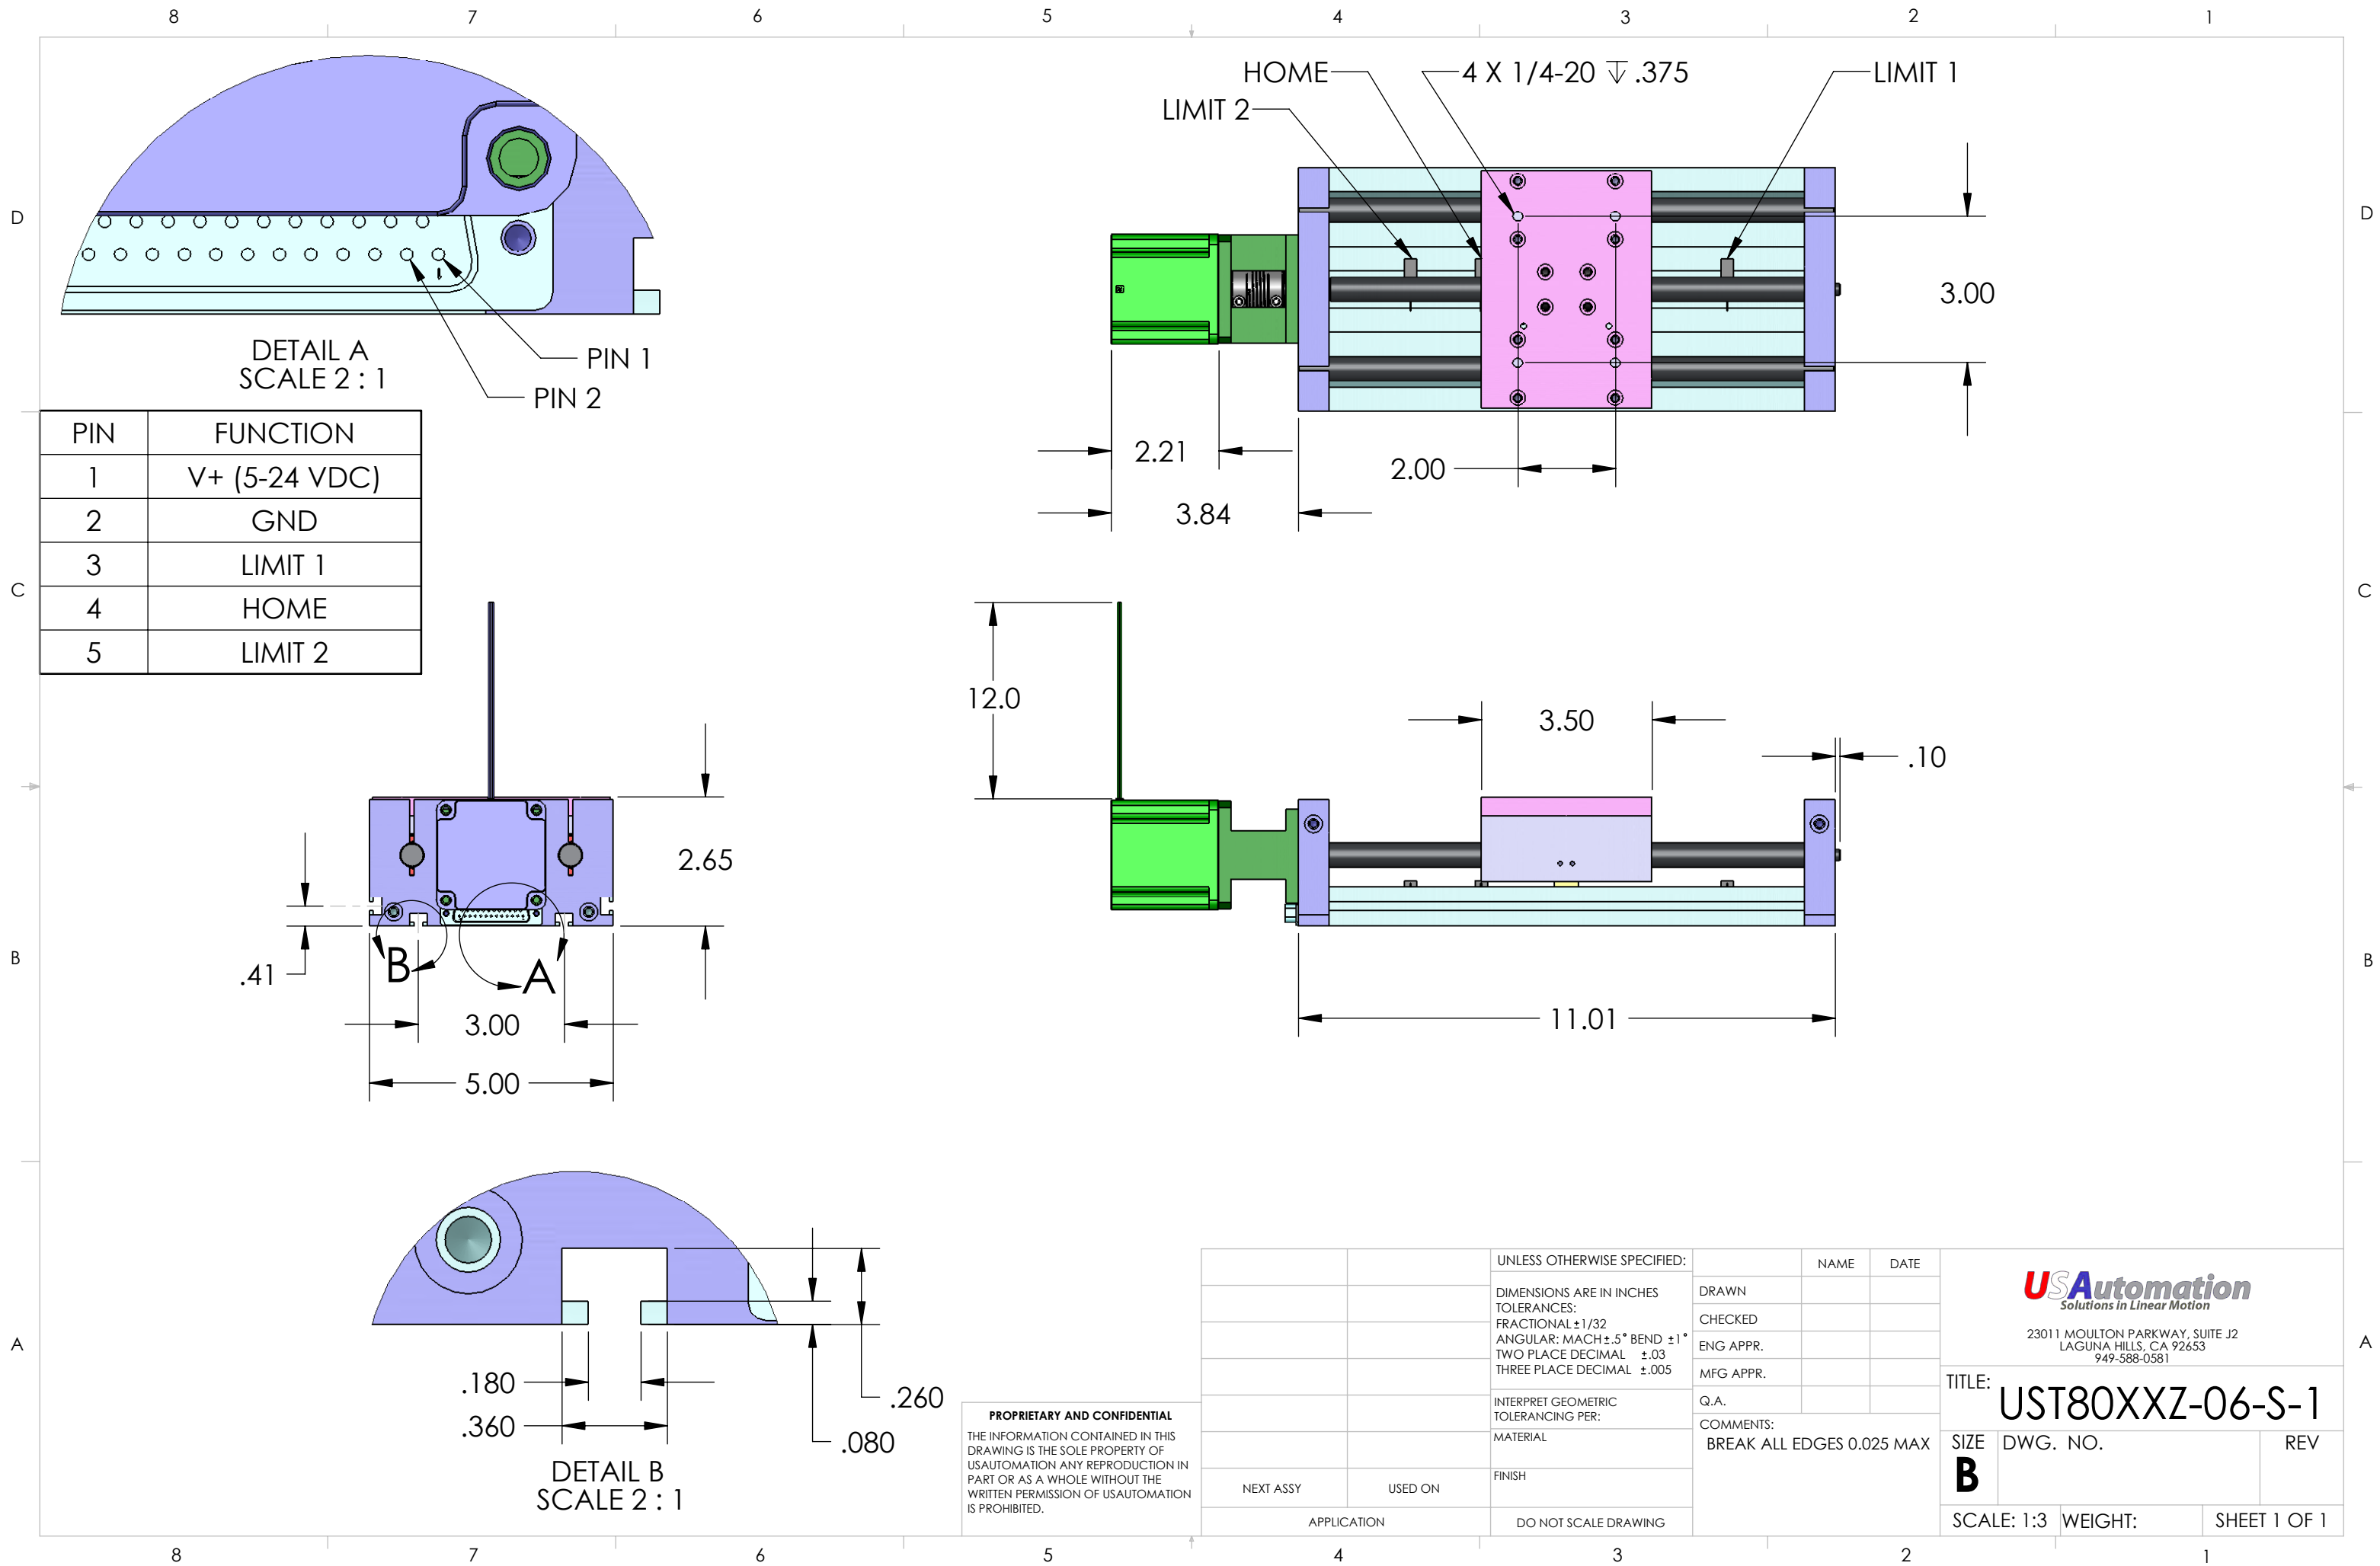 8 7 6 5 4 3 2 1
D
C
B
A
D
C
B
A
8 7 6 5 4 3 2 1
DETAIL A
SCALE 2 : 1
PIN 1
PIN 2
PIN FUNCTION
1 V+ (5-24 VDC)
2 GND
3 LIMIT 1
4 HOME
5 LIMIT 2
HOME
4 X 1/4-20 ↧ .375
LIMIT 1
LIMIT 2
3.00
2.21
2.00
3.84
12.0
3.50
.10
11.01
2.65
.41
B
A
3.00
5.00
.180
.360
.260
.080
DETAIL B
SCALE 2 : 1
PROPRIETARY AND CONFIDENTIAL
THE INFORMATION CONTAINED IN THIS
DRAWING IS THE SOLE PROPERTY OF
USAUTOMATION ANY REPRODUCTION IN
PART OR AS A WHOLE WITHOUT THE
WRITTEN PERMISSION OF USAUTOMATION
IS PROHIBITED.
NEXT ASSY
USED ON
APPLICATION
UNLESS OTHERWISE SPECIFIED:
DIMENSIONS ARE IN INCHES
TOLERANCES:
FRACTIONAL ±1/32
ANGULAR: MACH±.5° BEND ±1°
TWO PLACE DECIMAL ±.03
THREE PLACE DECIMAL ±.005
INTERPRET GEOMETRIC
TOLERANCING PER:
MATERIAL
FINISH
DO NOT SCALE DRAWING
NAME DATE
DRAWN
CHECKED
ENG APPR.
MFG APPR.
Q.A.
COMMENTS:
BREAK ALL EDGES 0.025 MAX
USAutomation
Solutions in Linear Motion
23011 MOULTON PARKWAY, SUITE J2
LAGUNA HILLS, CA 92653
949-588-0581
TITLE:
UST80XXZ-06-S-1
SIZE
B
DWG. NO.
REV
SCALE: 1:3
WEIGHT:
SHEET 1 OF 1